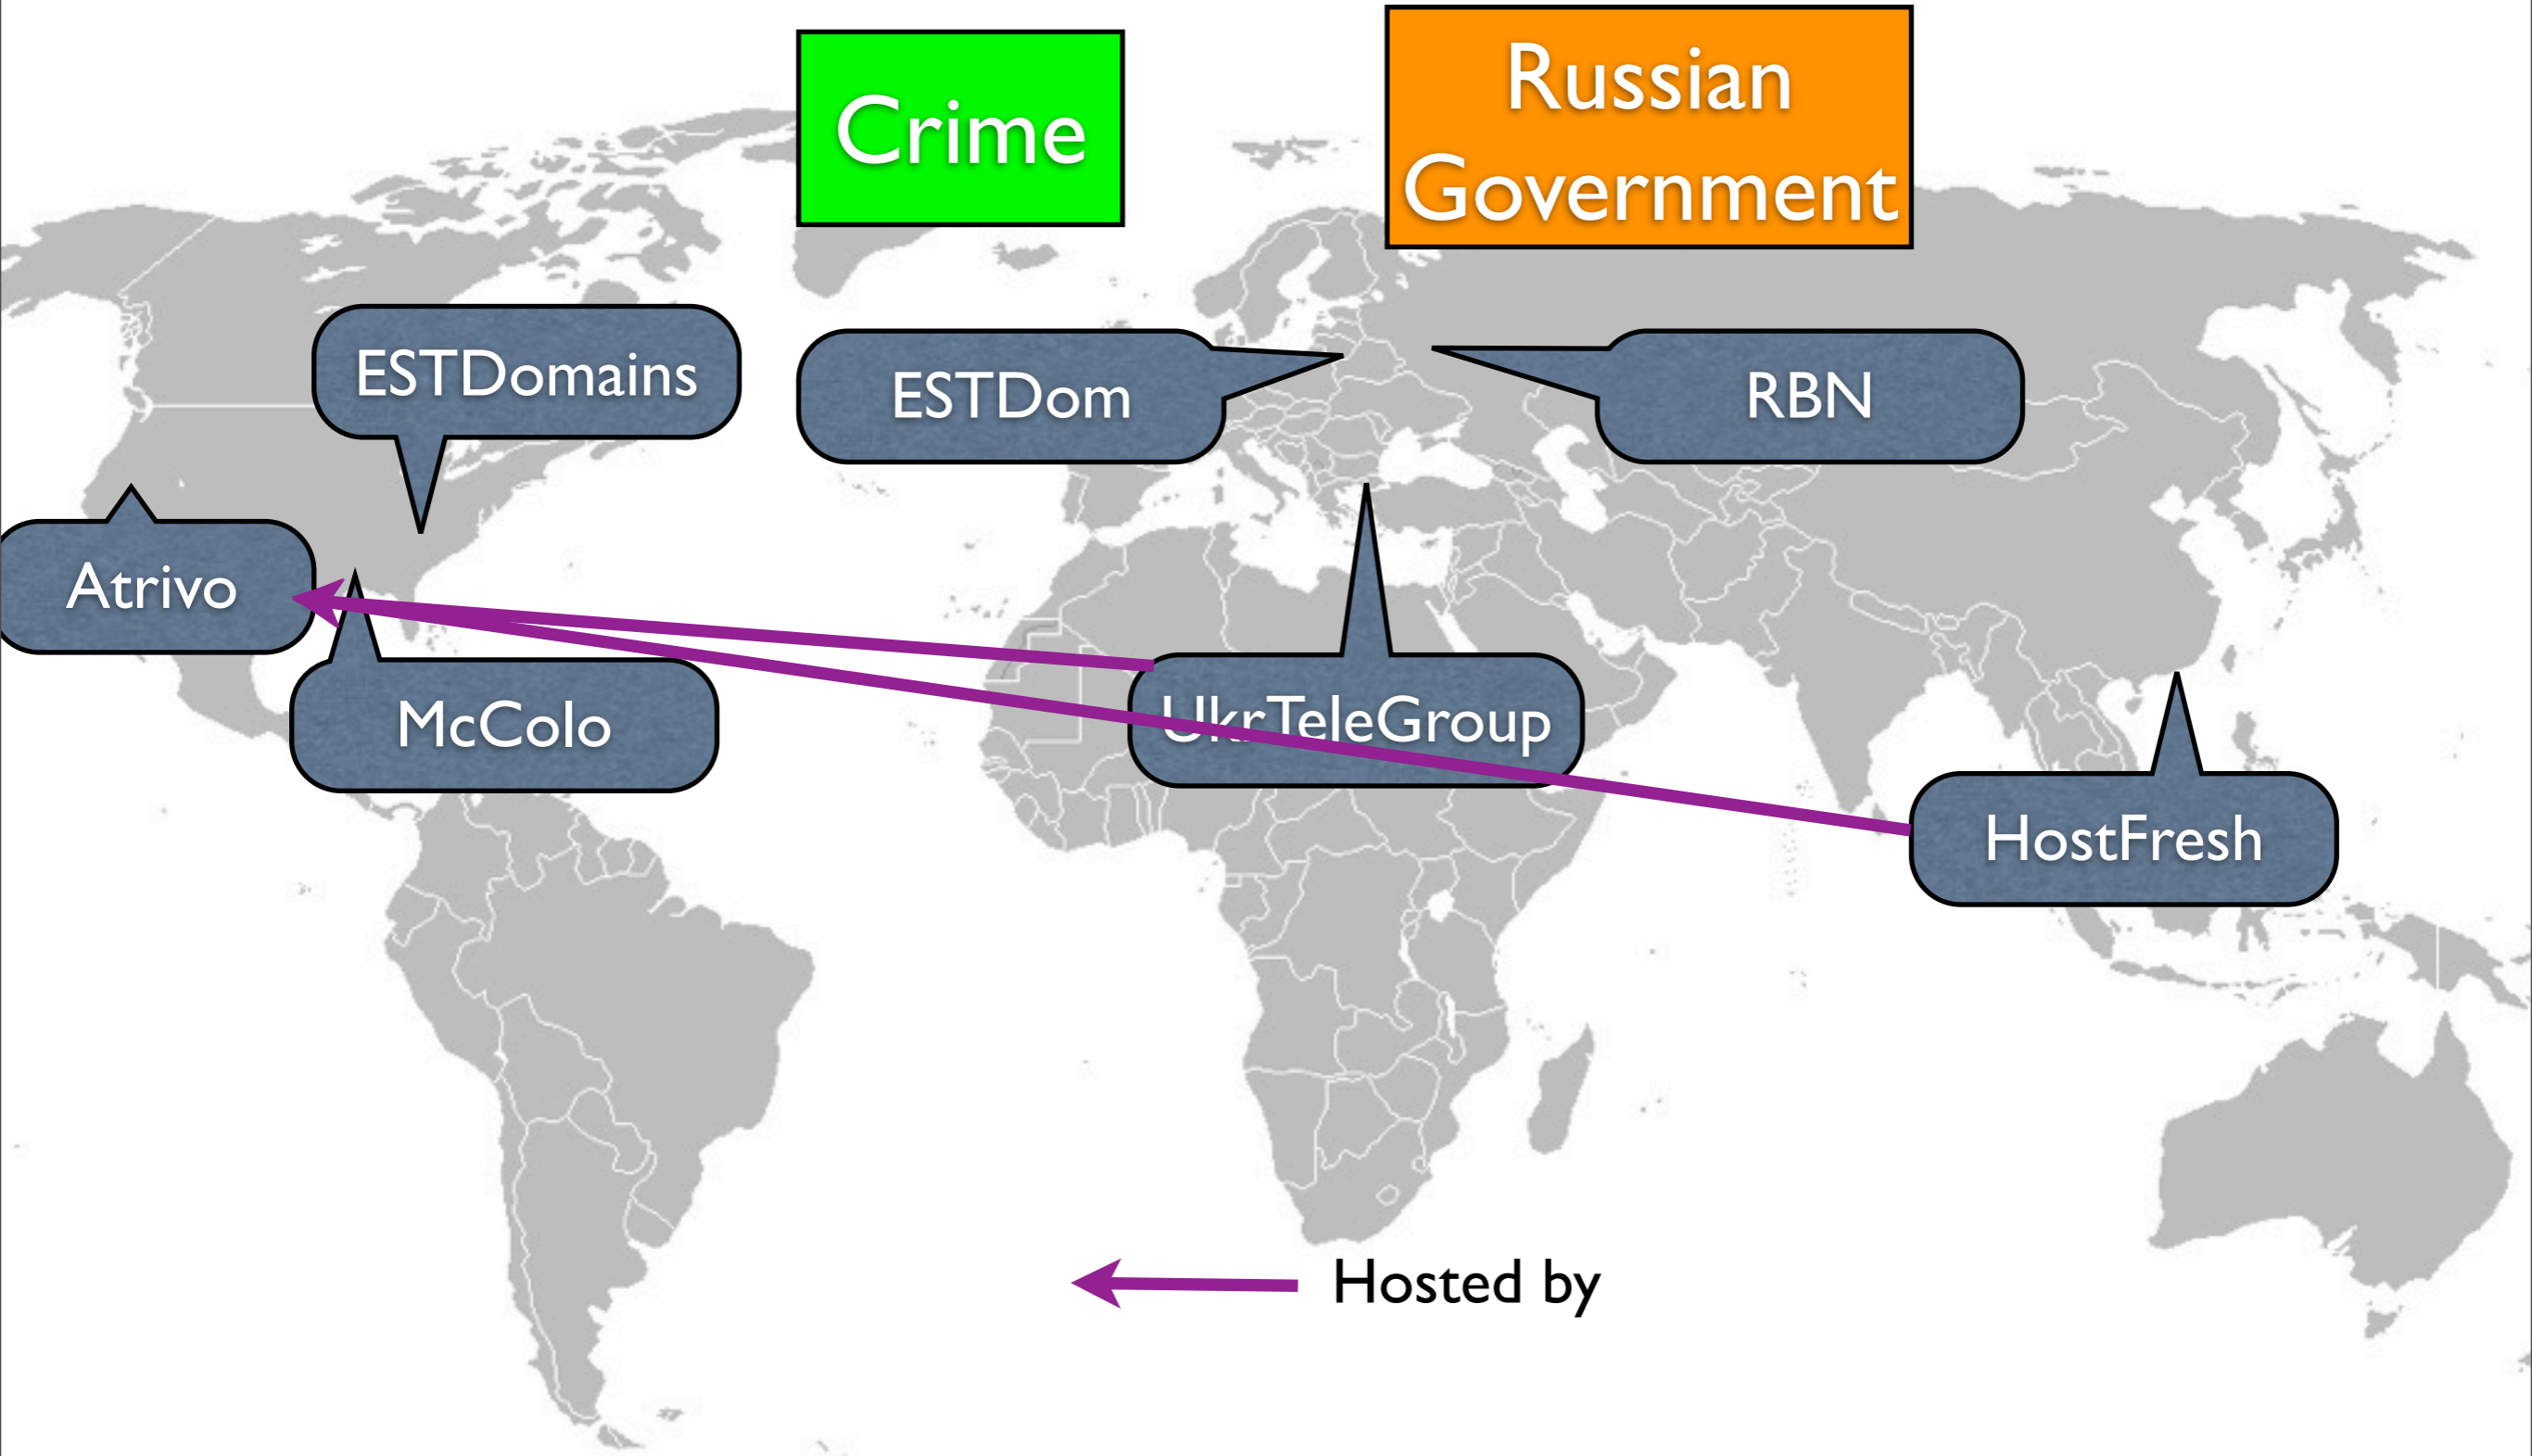 Crime
Russian
Government
ESTDomains
ESTDom
RBN
Atrivo
McColo
UkrTeleGroup
HostFresh
Hosted by